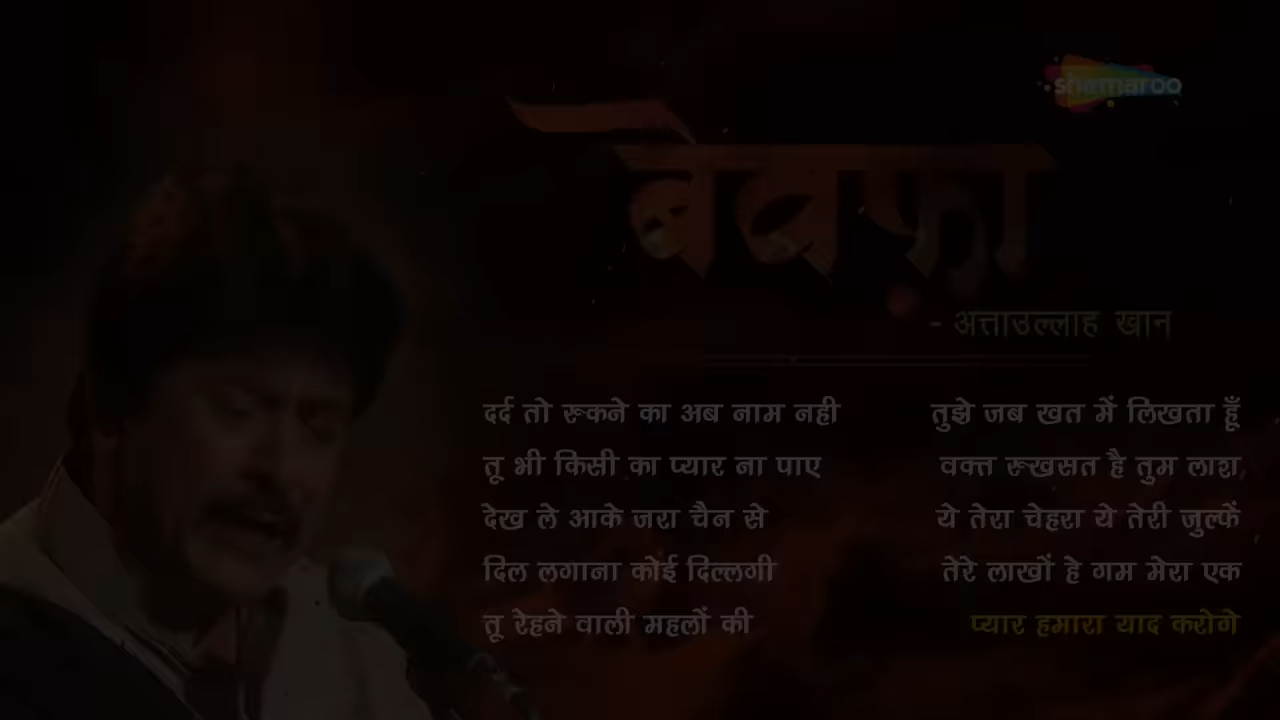 shemaroo
बेवफ़ा
- अत्ताउल्लाह खान
दर्द तो रूकने का अब नाम नही
तू भी किसी का प्यार ना पाए
देख ले आके जरा चैन से
दिल लगाना कोई दिल्लगी
तू रेहने वाली महलों की
तुझे जब खत में लिखता हूँ
वक्त रूखसत है तुम लाश
ये तेरा चेहरा ये तेरी जुल्फें
तेरे लाखों हे गम मेरा एक
प्यार हमारा याद करोगे